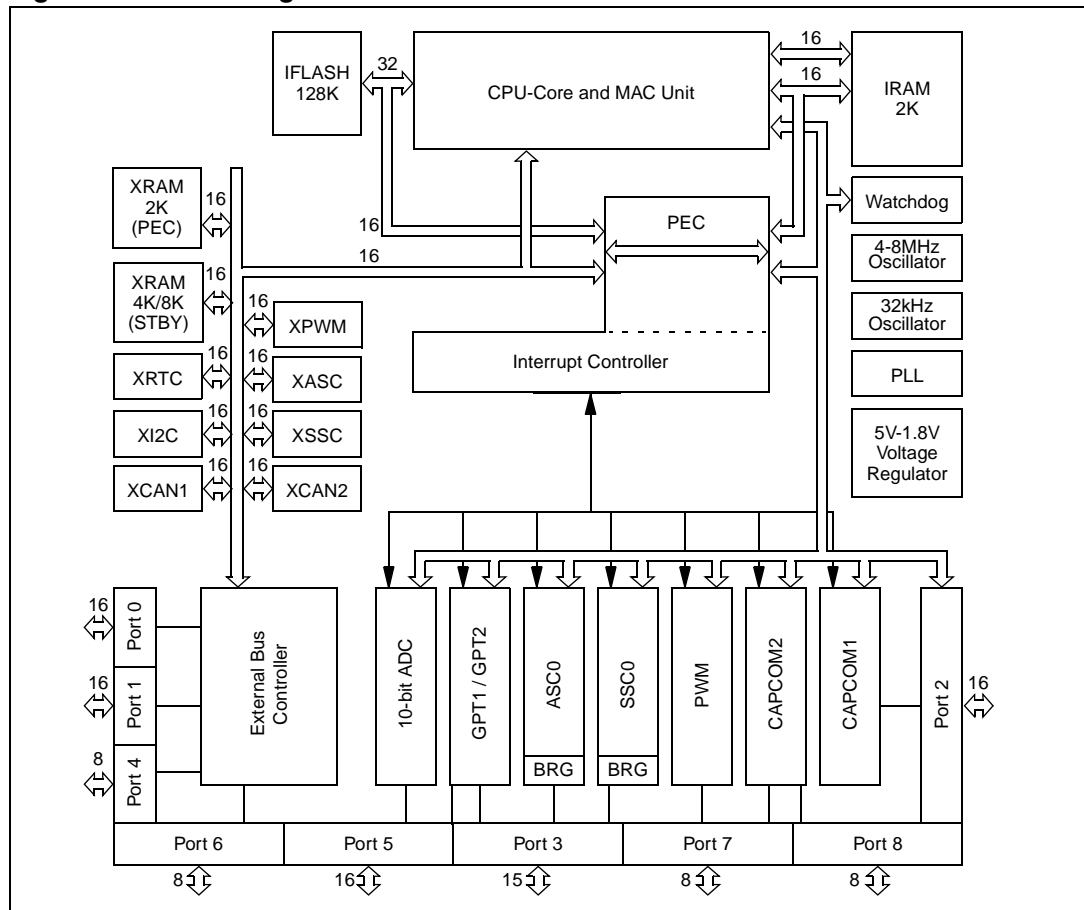 IFLASH
128K
32
CPU-Core and MAC Unit
16
16
IRAM
2K
XRAM
2K
(PEC)
16
16
16
PEC
Watchdog
4-8MHz
Oscillator
32kHz
Oscillator
PLL
5V-1.8V
Voltage
Regulator
XRAM
4K/8K
(STBY)
16
16
XPWM
XRTC
16
16
XASC
Interrupt Controller
XI2C
16
16
XSSC
XCAN1
16
16
XCAN2
16
Port 0
16
Port 1
8
Port 4
External Bus
Controller
10-bit ADC
GPT1 / GPT2
ASC0
BRG
SSC0
BRG
PWM
CAPCOM2
CAPCOM1
Port 2
16
Port 6
Port 5
Port 3
Port 7
Port 8
8
16
15
8
8